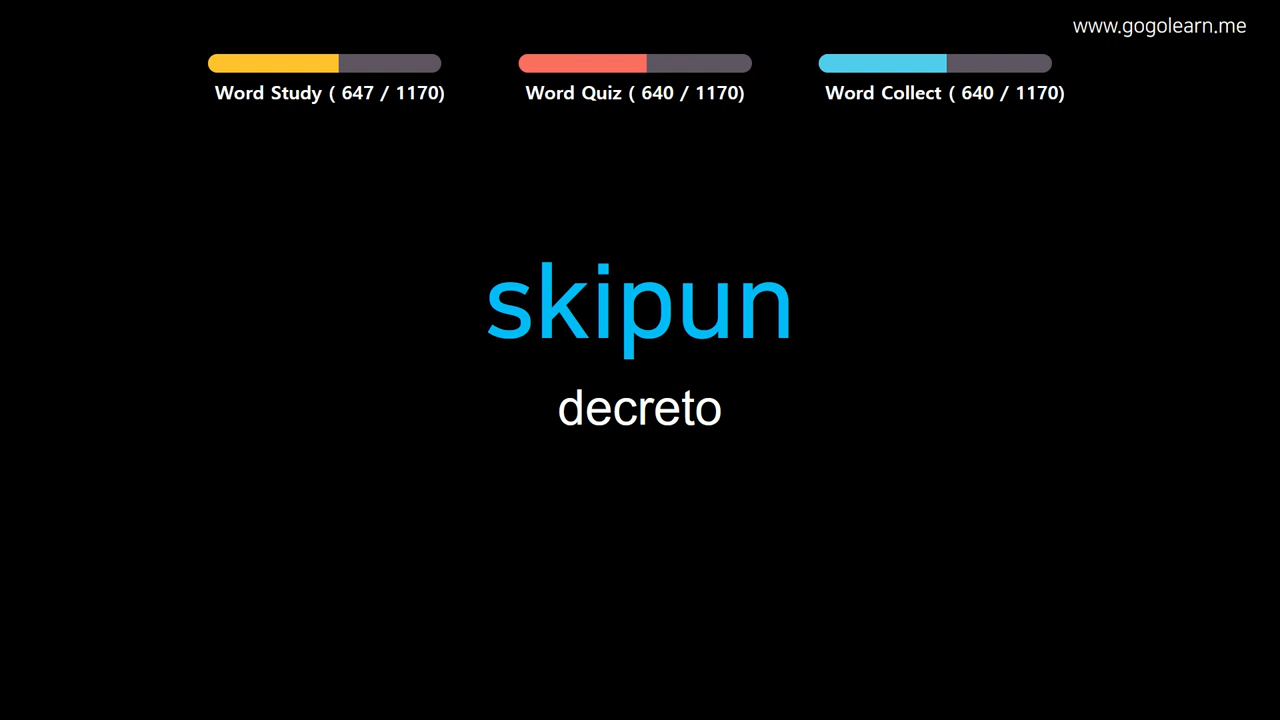 www.gogolearn.me
Word Study ( 647 / 1170)
Word Quiz ( 640 / 1170)
Word Collect ( 640 / 1170)
skipun
decreto